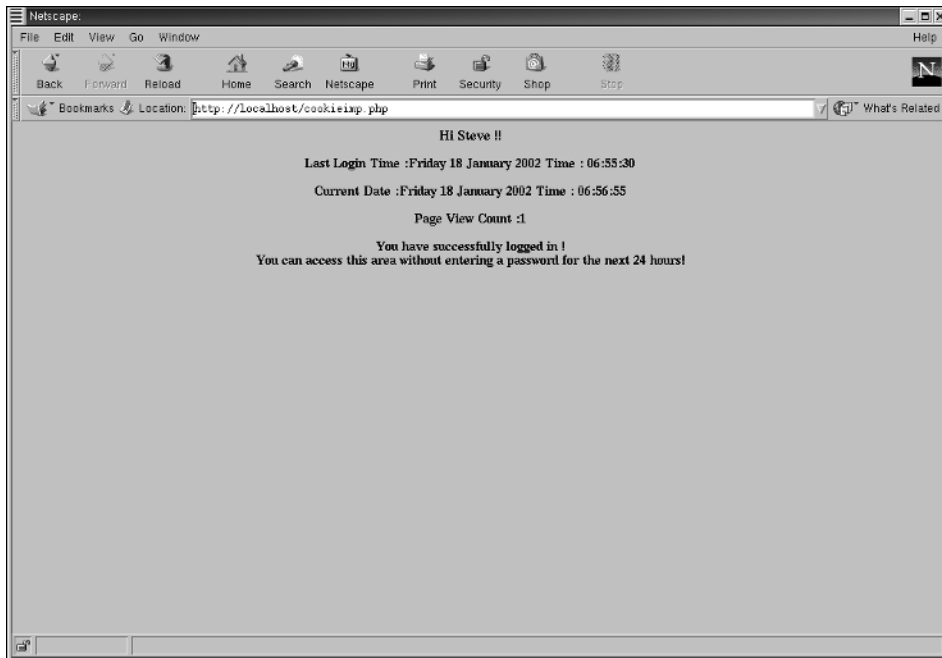 Netscape:
File Edit View Go Window Help
Back Forward Reload Home Search Netscape Print Security Shop Stop
N
Bookmarks Location: http://localhost/cookieimp.php What's Related
Hi Steve !!
Last Login Time :Friday 18 January 2002 Time : 06:55:30
Current Date :Friday 18 January 2002 Time : 06:56:55
Page View Count :1
You have successfully logged in !
You can access this area without entering a password for the next 24 hours!